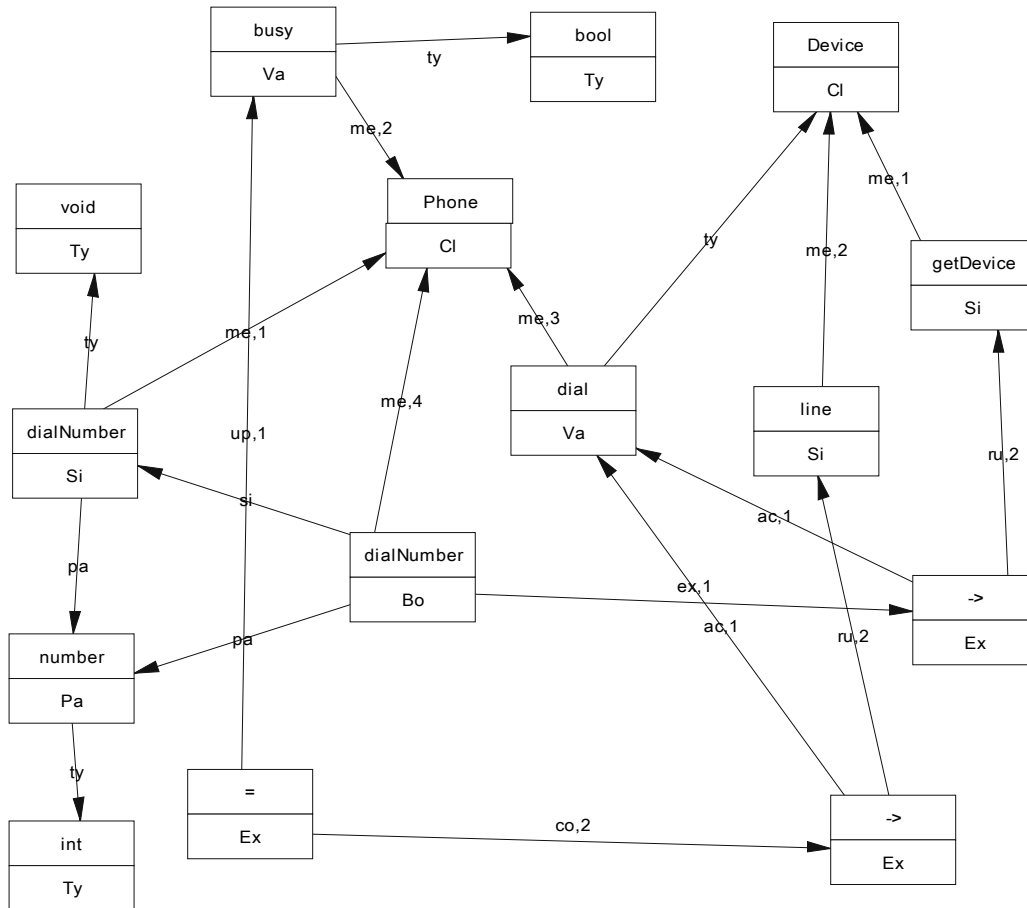 busy
Va
ty
bool
Ty
Device
Cl
me,2
me,1
void
Ty
Phone
Cl
ty
me,2
getDevice
Si
me,1
me,3
ty
dial
Va
line
Si
me,4
dialNumber
Si
up,1
ru,2
si
ac,1
dialNumber
Bo
pa
ex,1
->
Ex
ac,1
ru,2
pa
number
Pa
ty
=
Ex
co,2
->
Ex
int
Ty